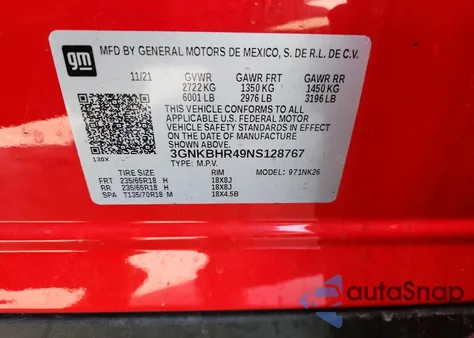 gm
MFD BY GENERAL MOTORS DE MEXICO, S. DE R.L. DE C.V.
11/21 GVWR GAWR FRT GAWR RR
2722 KG 1350 KG 1450 KG
6001 LB 2976 LB 3196 LB
THIS VEHICLE CONFORMS TO ALL
APPLICABLE U.S. FEDERAL MOTOR
VEHICLE SAFETY STANDARDS IN
EFFECT ON THE DATE OF
MANUFACTURE SHOWN ABOVE.
130X
3GNKBHR49NS128767
TYPE: M.P.V.
TIRE SIZE RIM MODEL: 971NK26
FRT 235/65R18 H 18X8J
RR 235/65R18 H 18X8J
SPA T135/70R18 M 18X4.5B
autoSnap